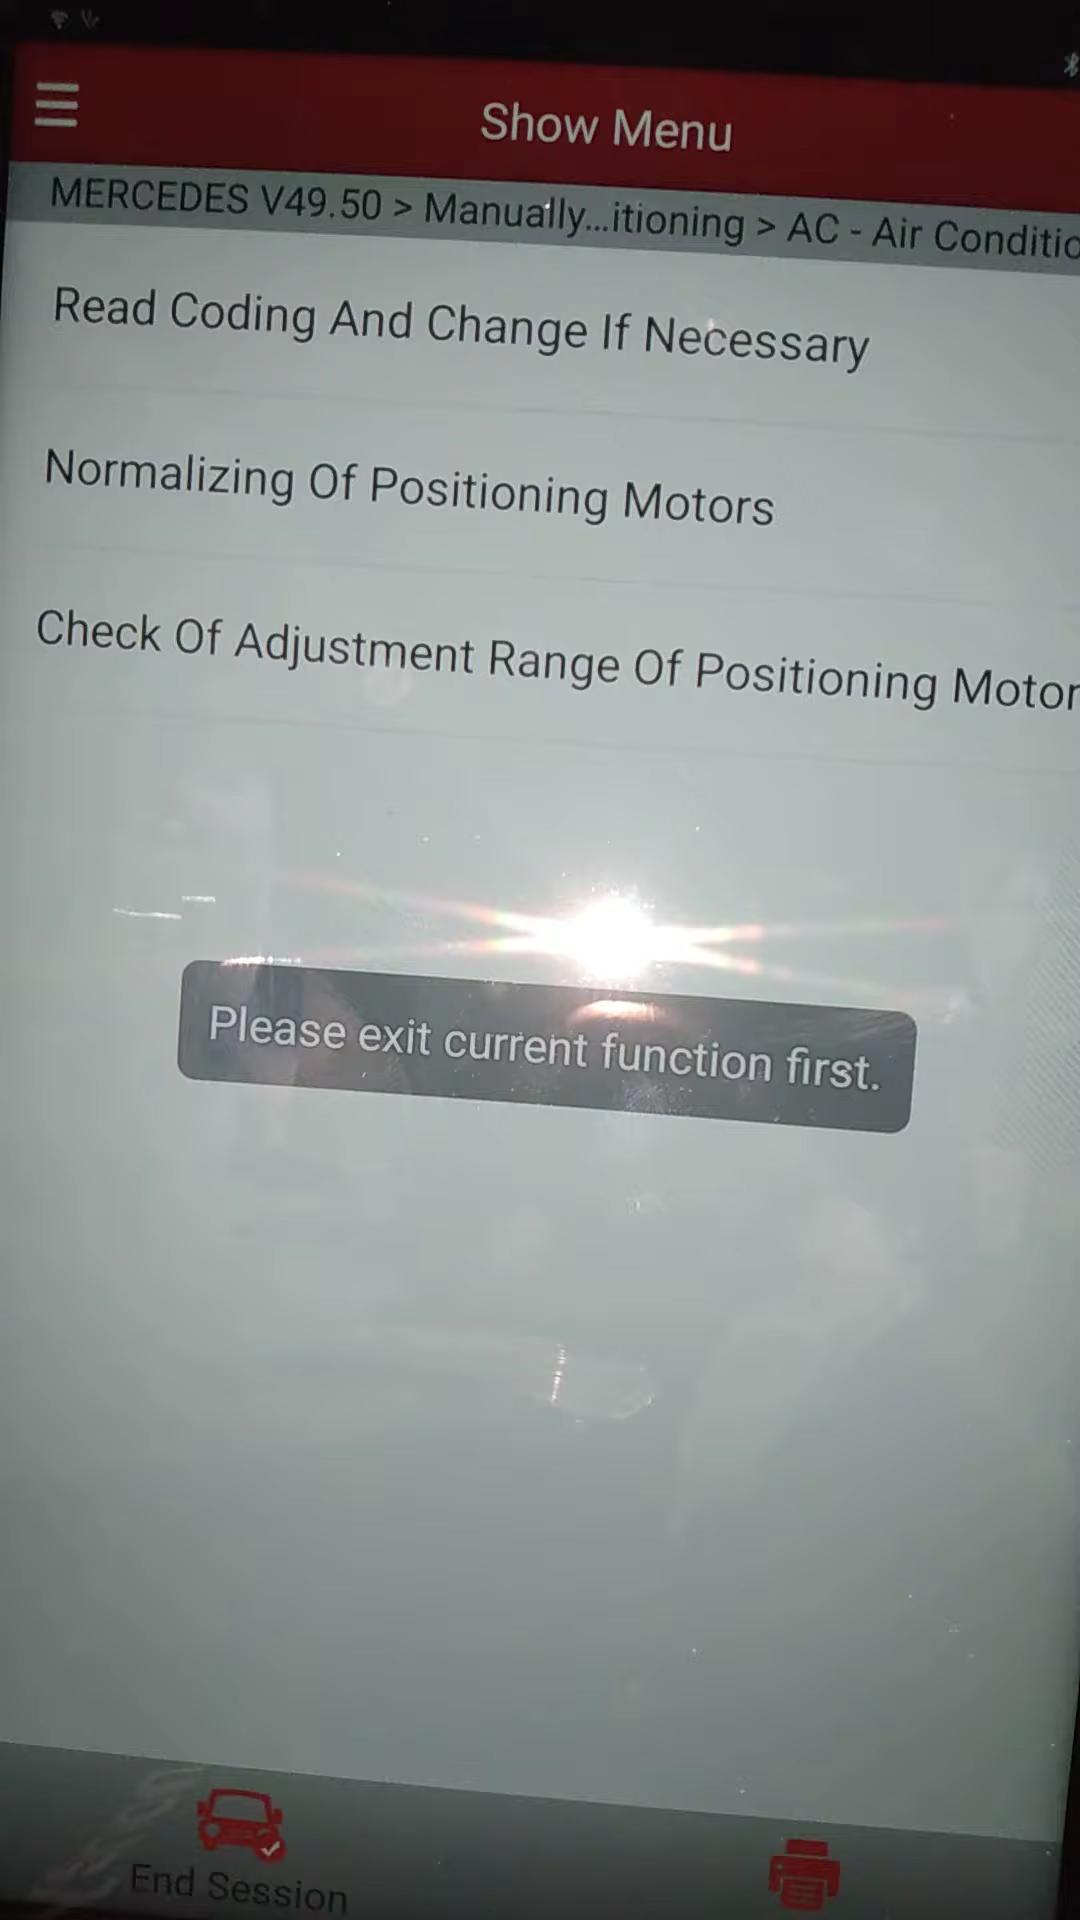 Show Menu
MERCEDES V49.50 > Manually...itioning > AC - Air Conditio
Read Coding And Change If Necessary
Normalizing Of Positioning Motors
Check Of Adjustment Range Of Positioning Motor
Please exit current function first.
End Session